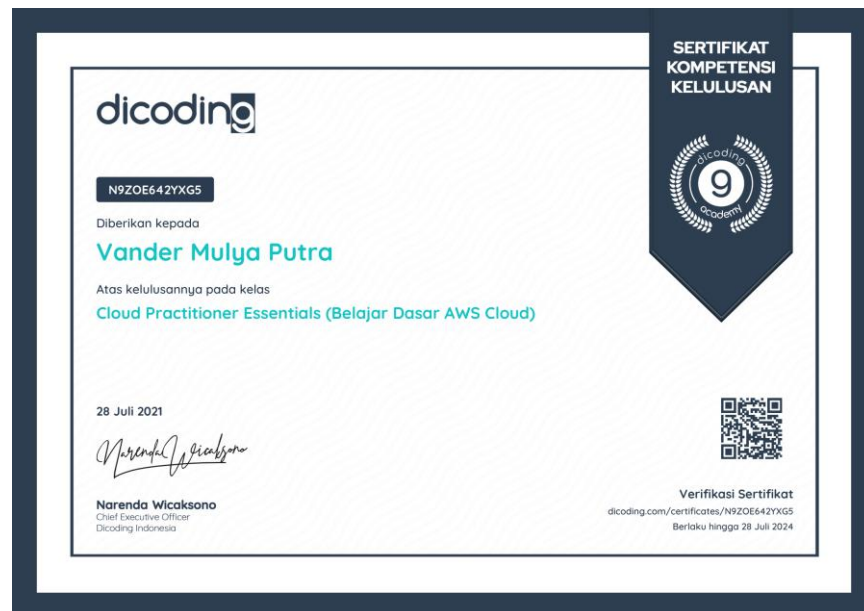 SERTIFIKAT
KOMPETENSI
KELULUSAN
dicoding
dicoding
9
academy
N9ZOE642YXG5
Diberikan kepada
Vander Mulya Putra
Atas kelulusannya pada kelas
Cloud Practitioner Essentials (Belajar Dasar AWS Cloud)
28 Juli 2021
Narenda Wicaksono
Narenda Wicaksono
Chief Executive Officer
Dicoding Indonesia
Verifikasi Sertifikat
dicoding.com/certificates/N9ZOE642YXG5
Berlaku hingga 28 Juli 2024